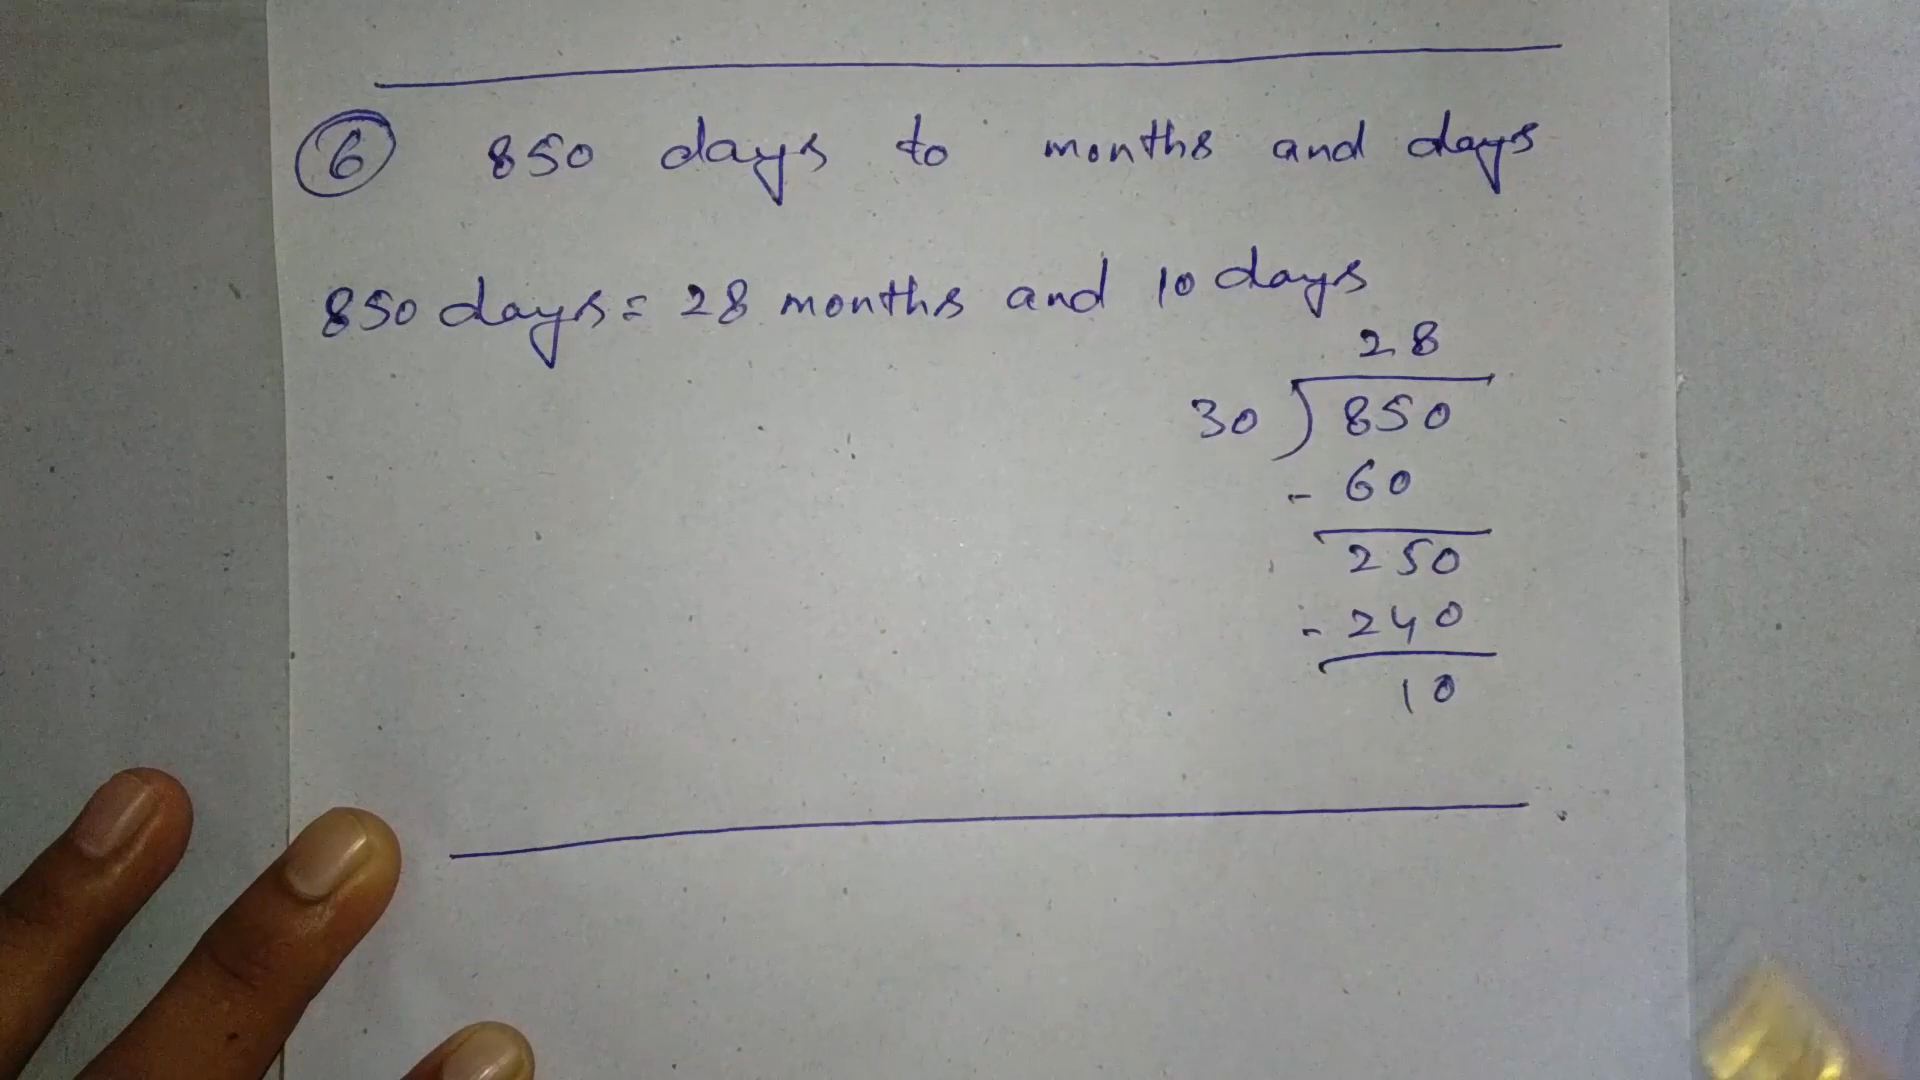 6 850 days to months and days
850 days = 28 months and 10 days
28
30 ) 850
- 60
250
- 240
10